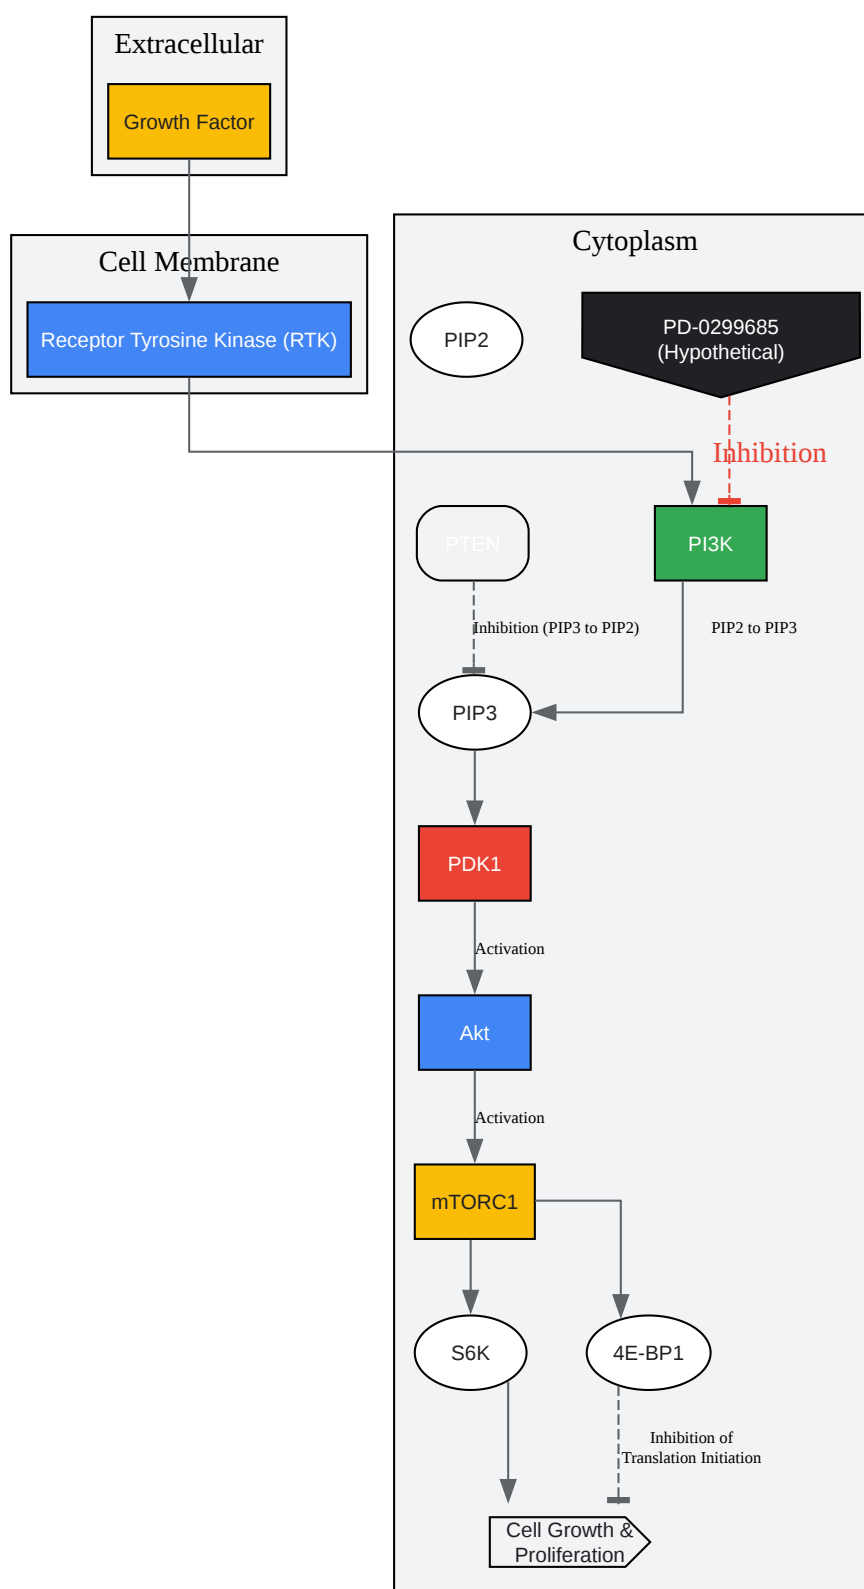 Extracellular
Growth Factor
Cell Membrane
Receptor Tyrosine Kinase (RTK)
Cytoplasm
PIP2
PD-0299685
(Hypothetical)
Inhibition
PTEN
PI3K
Inhibition (PIP3 to PIP2)
PIP2 to PIP3
PIP3
PDK1
Activation
Akt
Activation
mTORC1
S6K
4E-BP1
Inhibition of
Translation Initiation
Cell Growth &
Proliferation